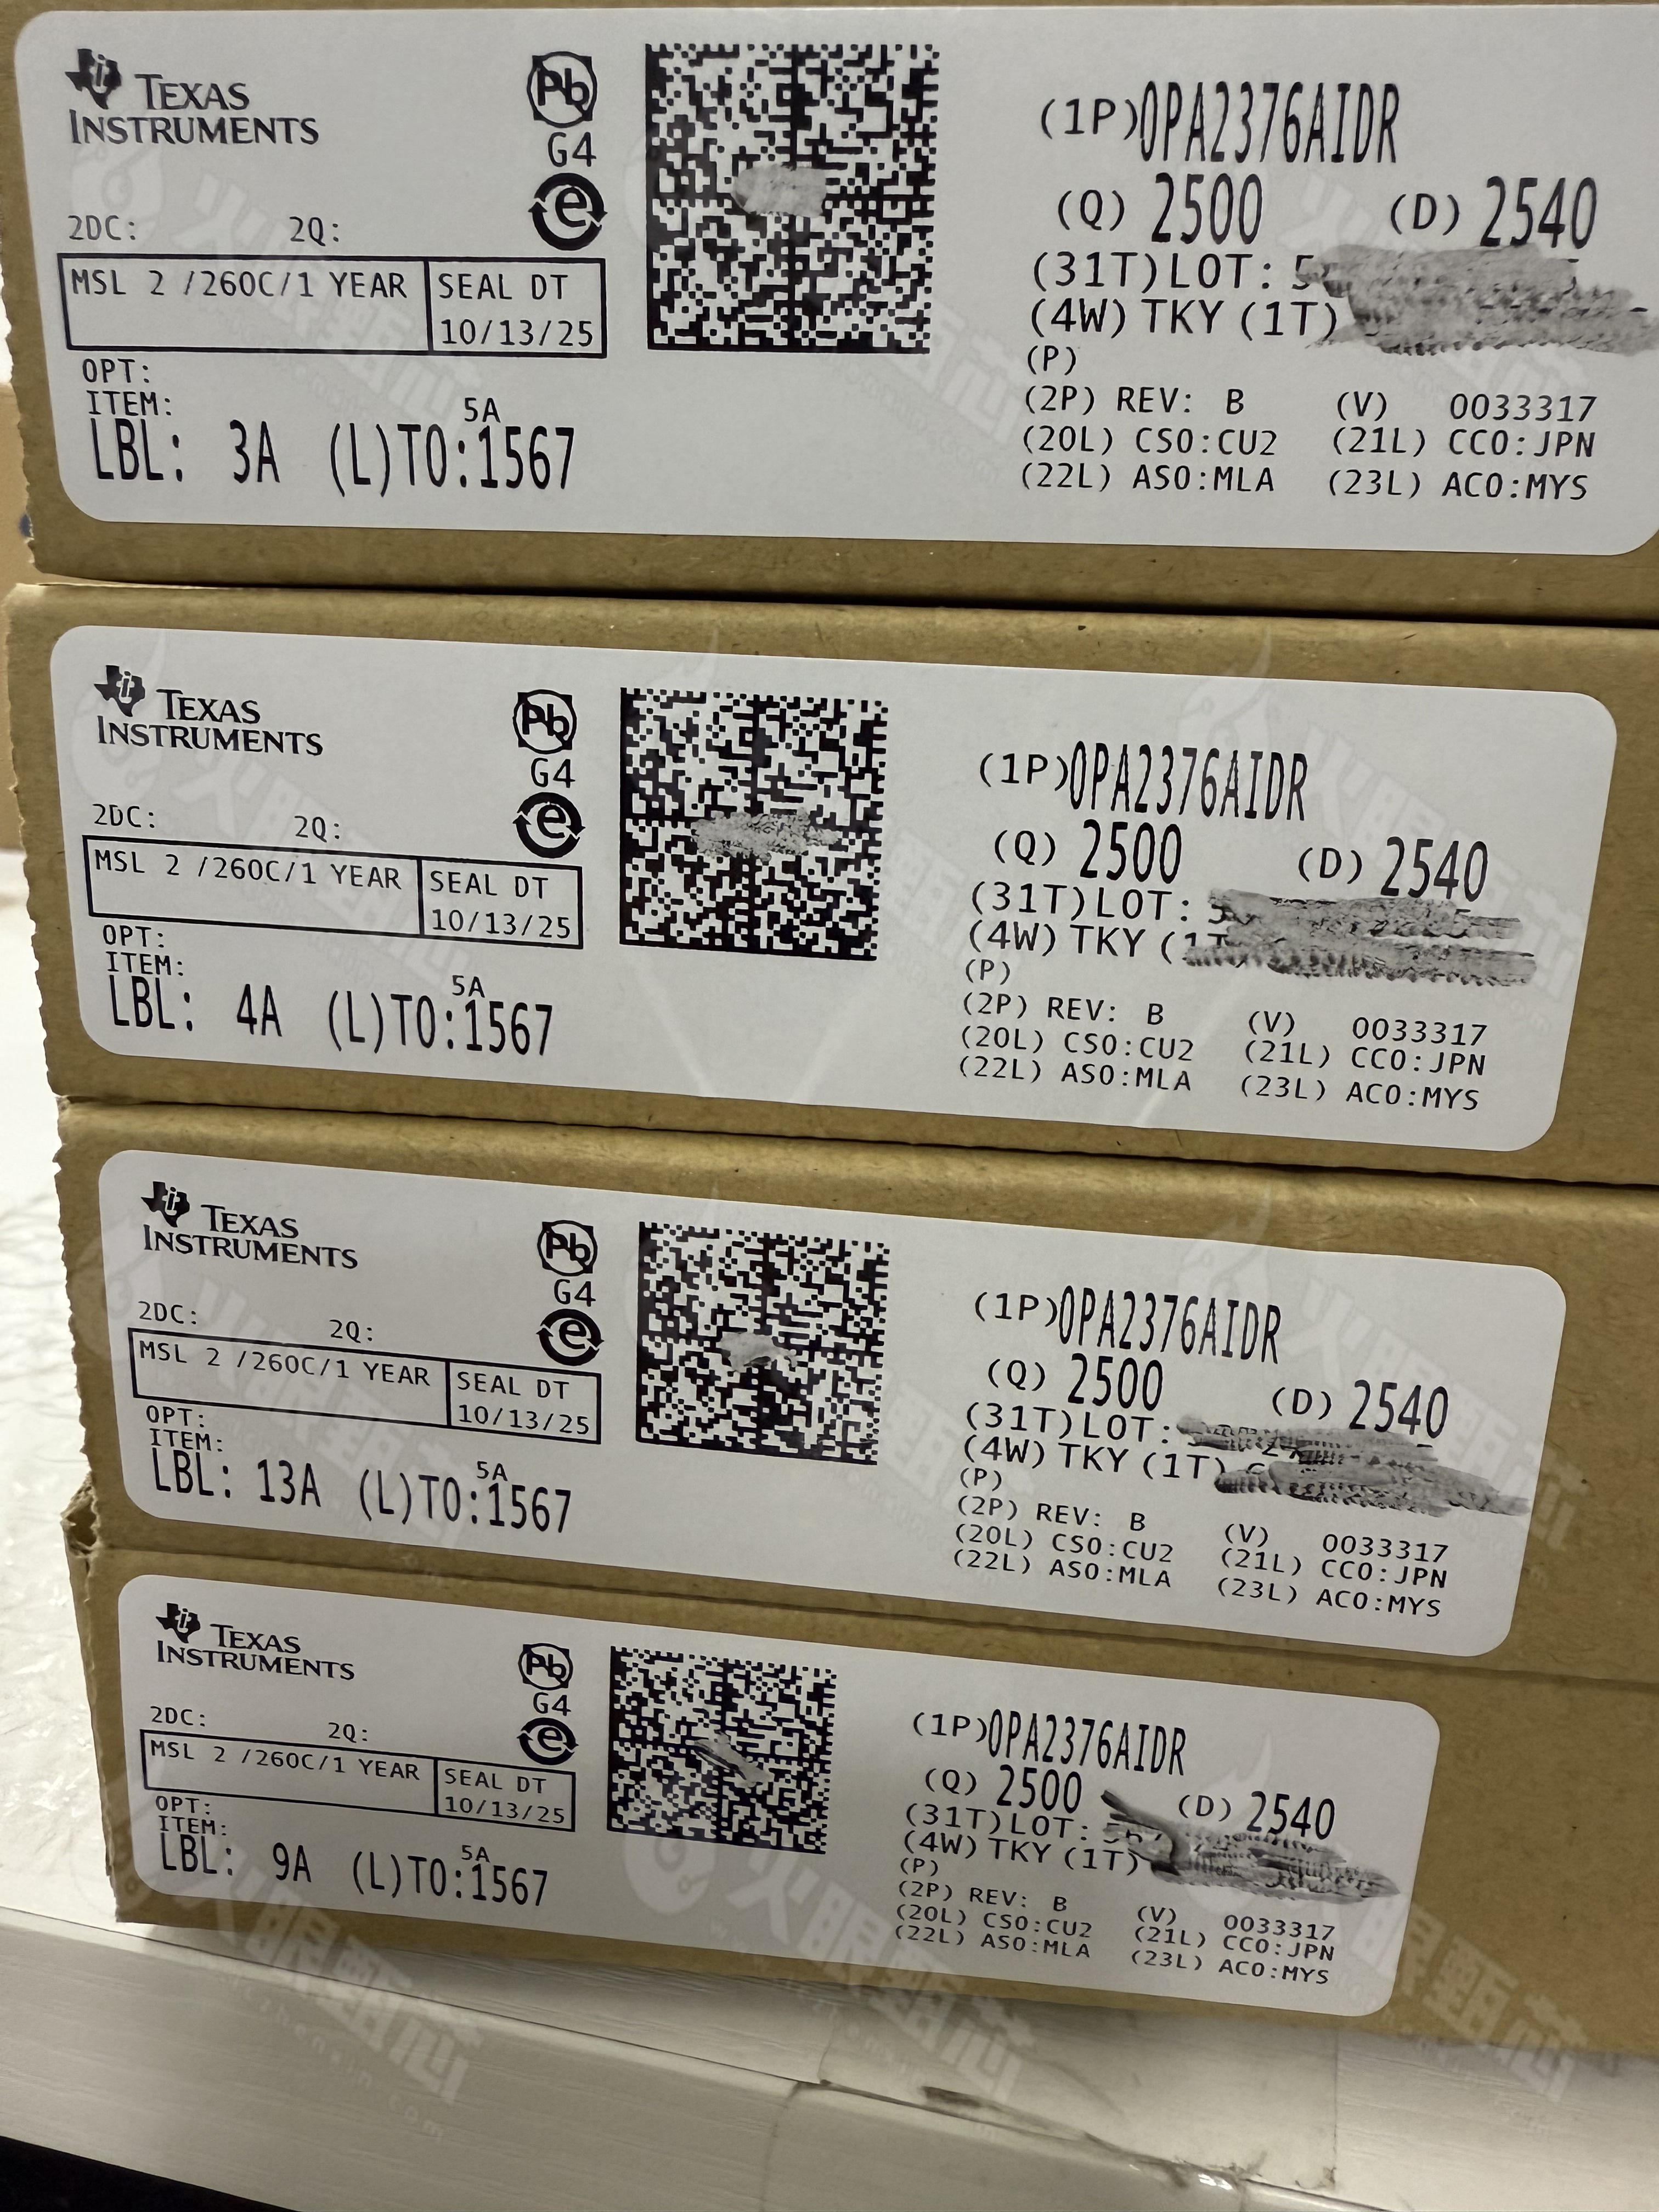 TEXAS
INSTRUMENTS
Pb
G4
e
2DC: 2Q:
MSL 2 /260C/1 YEAR SEAL DT
10/13/25
OPT:
ITEM:
5A
LBL: 3A (L)TO:1567
(1P)OPA2376AIDR
(Q) 2500 (D) 2540
(31T)LOT: 5
(4W) TKY (1T)
(P)
(2P) REV: B (V) 0033317
(20L) CSO:CU2 (21L) CCO:JPN
(22L) ASO:MLA (23L) ACO:MYS
TEXAS
INSTRUMENTS
Pb
G4
e
2DC: 2Q:
MSL 2 /260C/1 YEAR SEAL DT
10/13/25
OPT:
ITEM:
5A
LBL: 4A (L)TO:1567
(1P)OPA2376AIDR
(Q) 2500 (D) 2540
(31T)LOT:
(4W) TKY (1T
(P)
(2P) REV: B (V) 0033317
(20L) CSO:CU2 (21L) CCO:JPN
(22L) ASO:MLA (23L) ACO:MYS
TEXAS
INSTRUMENTS
Pb
G4
e
2DC: 2Q:
MSL 2 /260C/1 YEAR SEAL DT
10/13/25
OPT:
ITEM:
5A
LBL: 13A (L)TO:1567
(1P)OPA2376AIDR
(Q) 2500 (D) 2540
(31T)LOT:
(4W) TKY (1T)
(P)
(2P) REV: B (V) 0033317
(20L) CSO:CU2 (21L) CCO:JPN
(22L) ASO:MLA (23L) ACO:MYS
TEXAS
INSTRUMENTS
Pb
G4
e
2DC: 2Q:
MSL 2 /260C/1 YEAR SEAL DT
10/13/25
OPT:
ITEM:
5A
LBL: 9A (L)TO:1567
(1P)OPA2376AIDR
(Q) 2500 (D) 2540
(31T)LOT:
(4W) TKY (1T)
(P)
(2P) REV: B (V) 0033317
(20L) CSO:CU2 (21L) CCO:JPN
(22L) ASO:MLA (23L) ACO:MYS
火眼甄芯